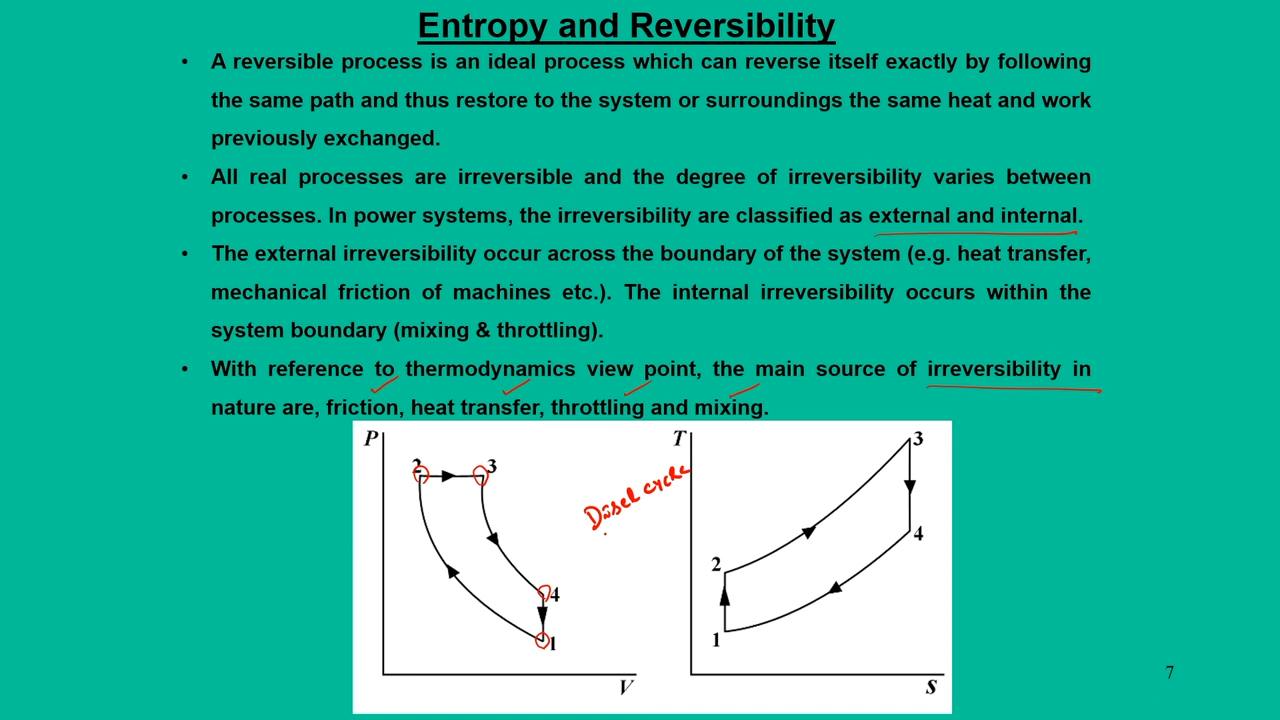 Entropy and Reversibility
• A reversible process is an ideal process which can reverse itself exactly by following
the same path and thus restore to the system or surroundings the same heat and work
previously exchanged.
• All real processes are irreversible and the degree of irreversibility varies between
processes. In power systems, the irreversibility are classified as external and internal.
• The external irreversibility occur across the boundary of the system (e.g. heat transfer,
mechanical friction of machines etc.). The internal irreversibility occurs within the
system boundary (mixing & throttling).
• With reference to thermodynamics view point, the main source of irreversibility in
nature are, friction, heat transfer, throttling and mixing.
P
2
3
4
1
V
Diesel cycle
T
3
2
4
1
S
7